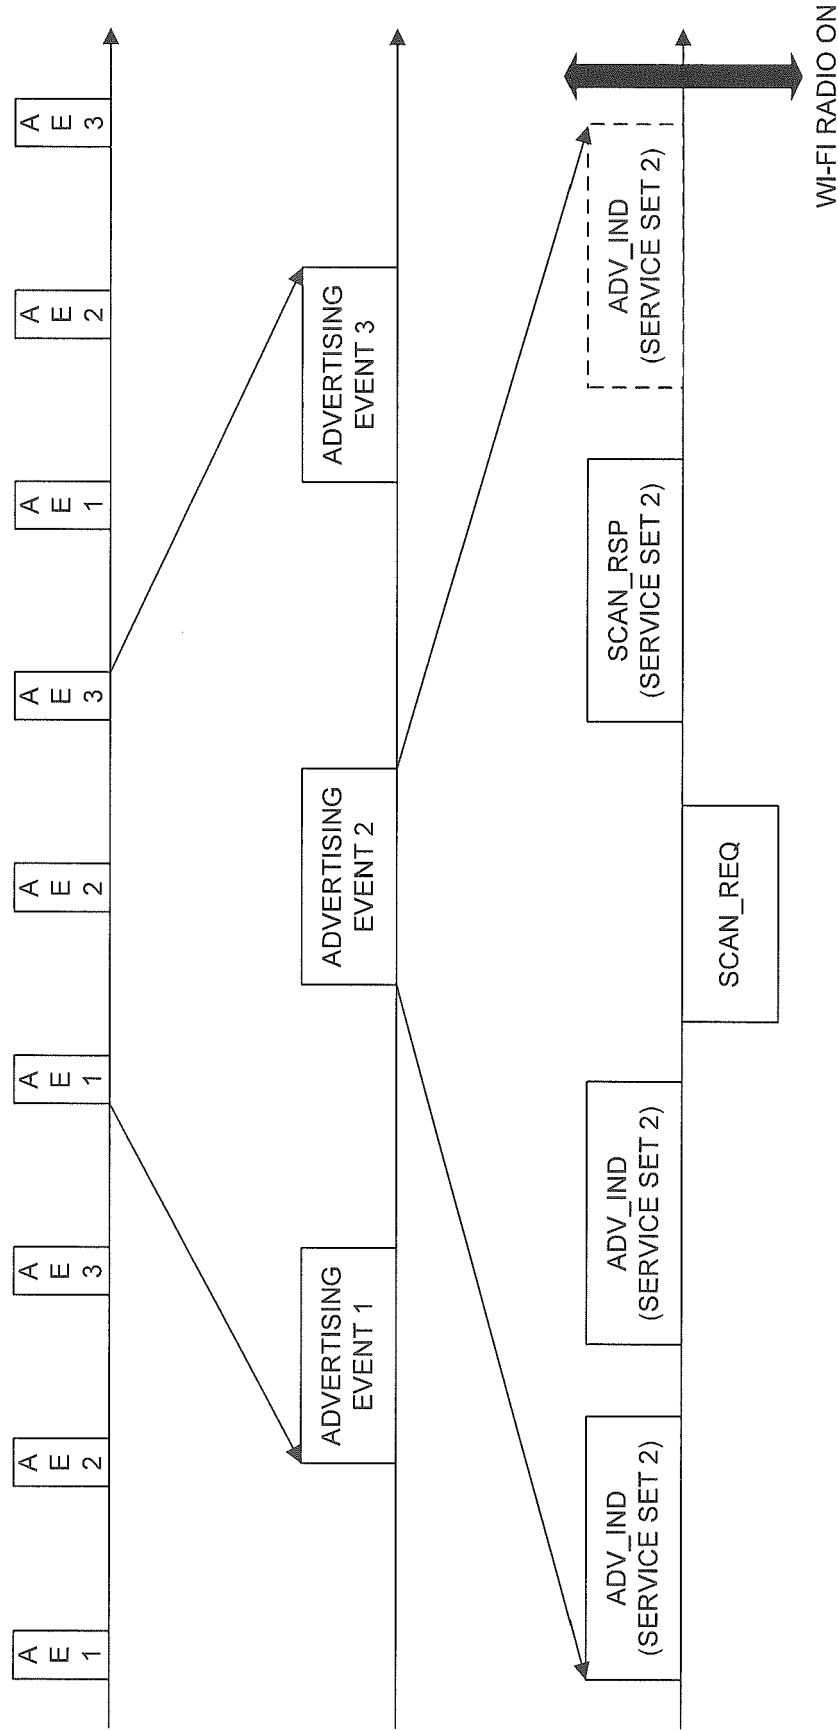 A
E
1
A
E
2
A
E
3
A
E
1
A
E
2
A
E
3
A
E
1
A
E
2
A
E
3
ADVERTISING
EVENT 1
ADVERTISING
EVENT 2
ADVERTISING
EVENT 3
ADV_IND
(SERVICE SET 2)
ADV_IND
(SERVICE SET 2)
SCAN_REQ
SCAN_RSP
(SERVICE SET 2)
ADV_IND
(SERVICE SET 2)
WI-FI RADIO ON